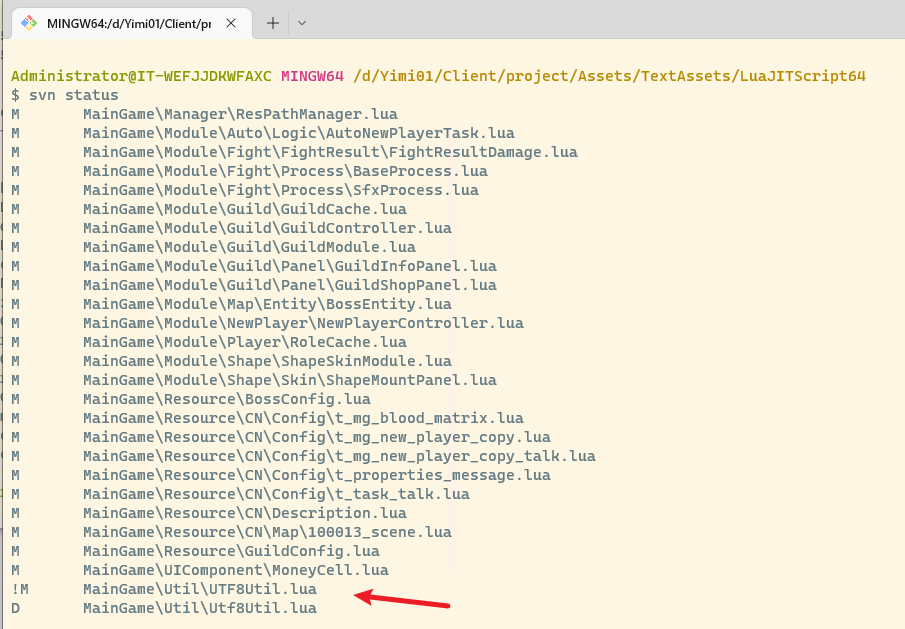 MINGW64:/d/Yimi01/Client/pr
Administrator@IT-WEFJJDKWFAXC MINGW64 /d/Yimi01/Client/project/Assets/TextAssets/LuaJITScript64
$ svn status
M       MainGame\Manager\ResPathManager.lua
M       MainGame\Module\Auto\Logic\AutoNewPlayerTask.lua
M       MainGame\Module\Fight\FightResult\FightResultDamage.lua
M       MainGame\Module\Fight\Process\BaseProcess.lua
M       MainGame\Module\Fight\Process\SfxProcess.lua
M       MainGame\Module\Guild\GuildCache.lua
M       MainGame\Module\Guild\GuildController.lua
M       MainGame\Module\Guild\GuildModule.lua
M       MainGame\Module\Guild\Panel\GuildInfoPanel.lua
M       MainGame\Module\Guild\Panel\GuildShopPanel.lua
M       MainGame\Module\Map\Entity\BossEntity.lua
M       MainGame\Module\NewPlayer\NewPlayerController.lua
M       MainGame\Module\Player\RoleCache.lua
M       MainGame\Module\Shape\ShapeSkinModule.lua
M       MainGame\Module\Shape\Skin\ShapeMountPanel.lua
M       MainGame\Resource\BossConfig.lua
M       MainGame\Resource\CN\Config\t_mg_blood_matrix.lua
M       MainGame\Resource\CN\Config\t_mg_new_player_copy.lua
M       MainGame\Resource\CN\Config\t_mg_new_player_copy_talk.lua
M       MainGame\Resource\CN\Config\t_properties_message.lua
M       MainGame\Resource\CN\Config\t_task_talk.lua
M       MainGame\Resource\CN\Description.lua
M       MainGame\Resource\CN\Map\100013_scene.lua
M       MainGame\Resource\GuildConfig.lua
M       MainGame\UIComponent\MoneyCell.lua
!M      MainGame\Util\UTF8Util.lua
D       MainGame\Util\Utf8Util.lua